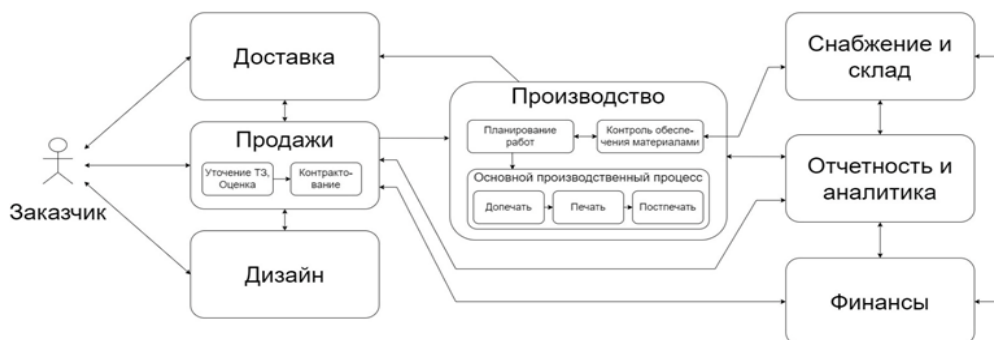 Доставка
Заказчик
Продажи
Уточение ТЗ,
Оценка
Контракто-
вание
Дизайн
Производство
Планирование
работ
Контроль обеспе-
чения материалами
Основной производственный процесс
Допечать
Печать
Постпечать
Снабжение и
склад
Отчетность и
аналитика
Финансы